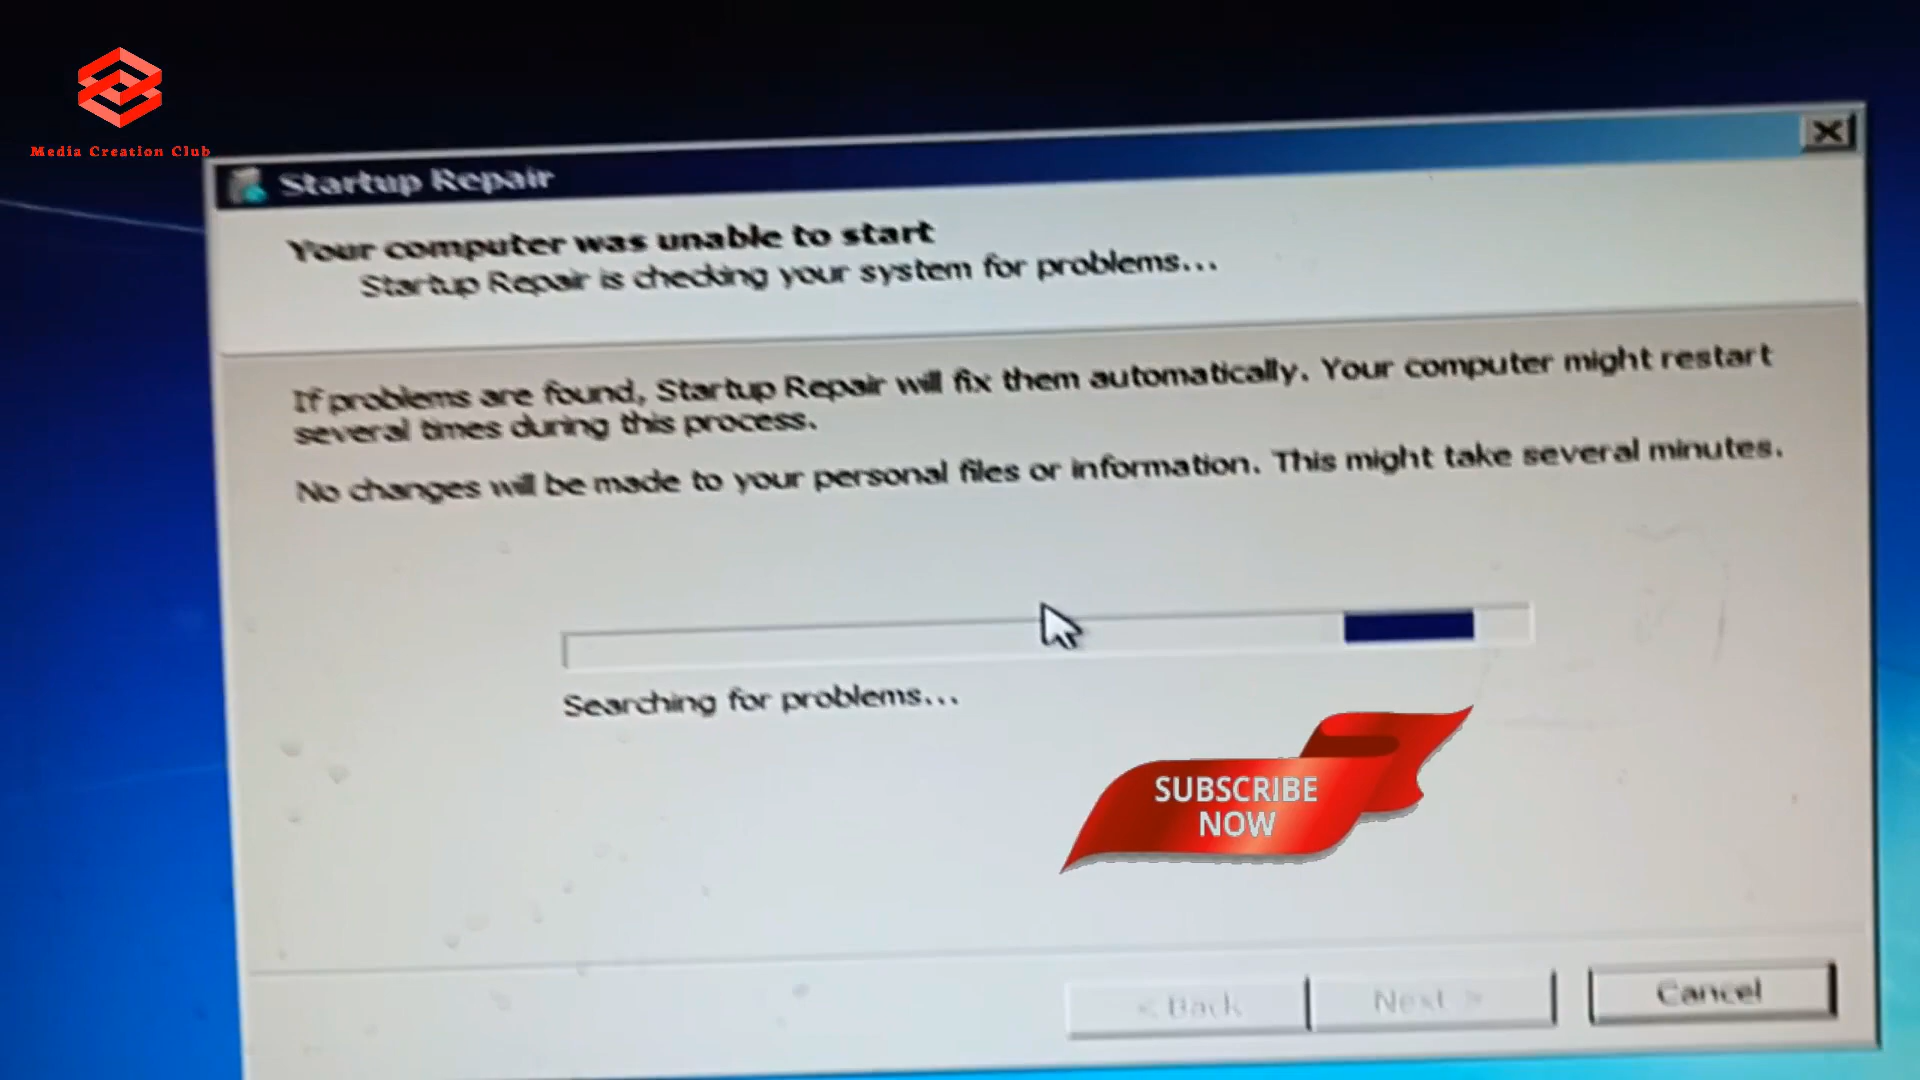 Media Creation Club
Startup Repair
Your computer was unable to start
Startup Repair is checking your system for problems...
If problems are found, Startup Repair will fix them automatically. Your computer might restart
several times during this process.
No changes will be made to your personal files or information. This might take several minutes.
Searching for problems...
SUBSCRIBE
NOW
< Back
Next >
Cancel